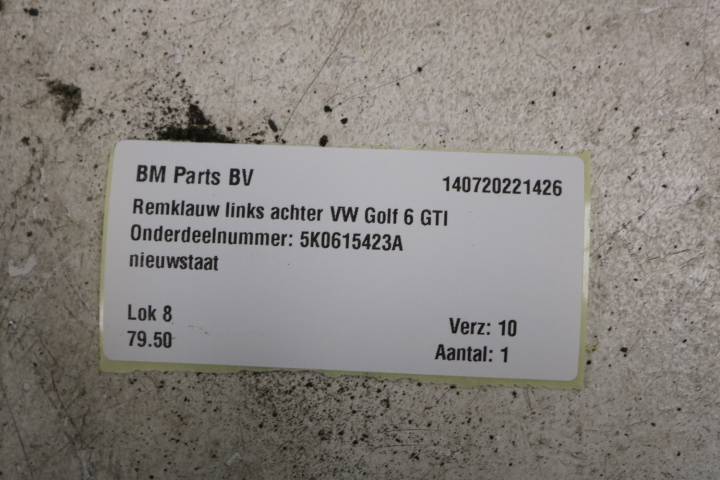 BM Parts BV 140720221426
Remklauw links achter VW Golf 6 GTI
Onderdeelnummer: 5K0615423A
nieuwstaat
Lok 8 Verz: 10
79.50 Aantal: 1